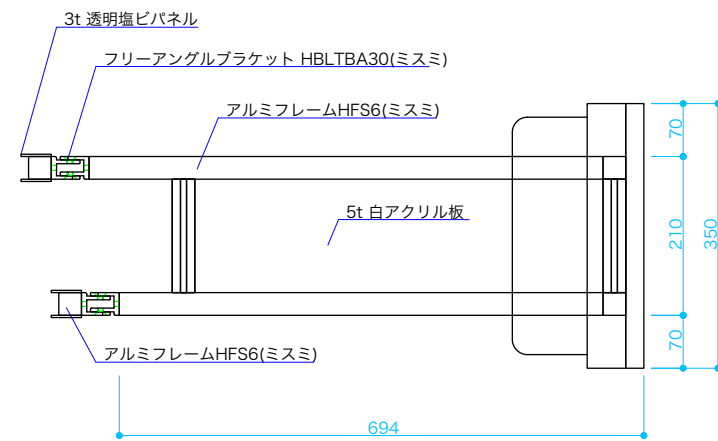 3t 透明塩ビパネル
フリーアングルブラケット HBLTBA30(ミスミ)
アルミフレームHFS6(ミスミ)
5t 白アクリル板
アルミフレームHFS6(ミスミ)
70
210
350
70
694